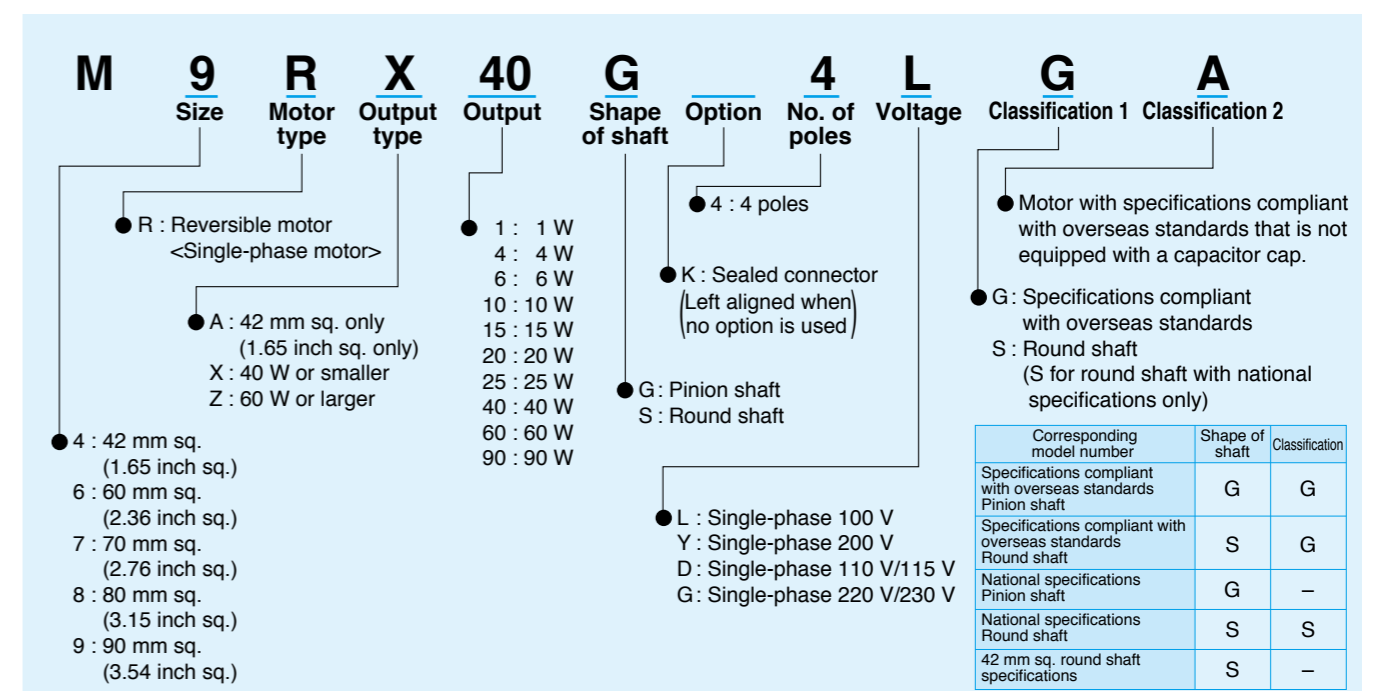 M 9 R X 40 G 4 L G A
Size Motor type Output type Output Shape of shaft Option No. of poles Voltage Classification 1 Classification 2
4 : 42 mm sq.
(1.65 inch sq.)
6 : 60 mm sq.
(2.36 inch sq.)
7 : 70 mm sq.
(2.76 inch sq.)
8 : 80 mm sq.
(3.15 inch sq.)
9 : 90 mm sq.
(3.54 inch sq.)
R : Reversible motor
<Single-phase motor>
A : 42 mm sq. only
(1.65 inch sq. only)
X : 40 W or smaller
Z : 60 W or larger
1 : 1 W
4 : 4 W
6 : 6 W
10 : 10 W
15 : 15 W
20 : 20 W
25 : 25 W
40 : 40 W
60 : 60 W
90 : 90 W
G : Pinion shaft
S : Round shaft
K : Sealed connector
(Left aligned when
no option is used)
4 : 4 poles
L : Single-phase 100 V
Y : Single-phase 200 V
D : Single-phase 110 V/115 V
G : Single-phase 220 V/230 V
G : Specifications compliant
with overseas standards
S : Round shaft
(S for round shaft with national
specifications only)
Motor with specifications compliant
with overseas standards that is not
equipped with a capacitor cap.
Corresponding model number Shape of shaft Classification
Specifications compliant
with overseas standards
Pinion shaft G G
Specifications compliant with
overseas standards
Round shaft S G
National specifications
Pinion shaft G –
National specifications
Round shaft S S
42 mm sq. round shaft
specifications S –